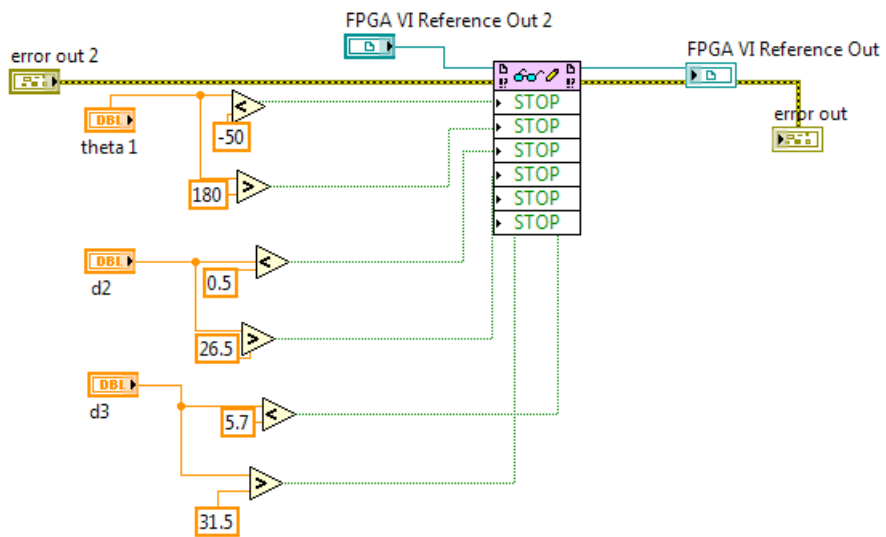 FPGA VI Reference Out 2
error out 2
FPGA VI Reference Out
DBL
theta 1
<
-50
STOP
STOP
STOP
STOP
STOP
STOP
error out
>
180
DBL
d2
<
0.5
>
26.5
DBL
d3
<
5.7
>
31.5